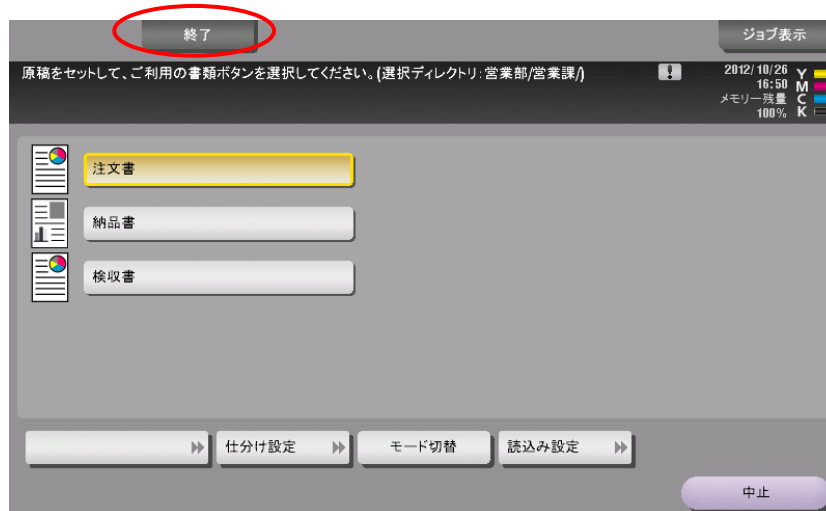 終了
ジョブ表示
原稿をセットして、ご利用の書類ボタンを選択してください。(選択ディレクトリ:営業部/営業課/)
2012/10/26
16:50
メモリー残量
100%
Y
M
C
K
注文書
納品書
検収書
仕分け設定
モード切替
読込み設定
中止